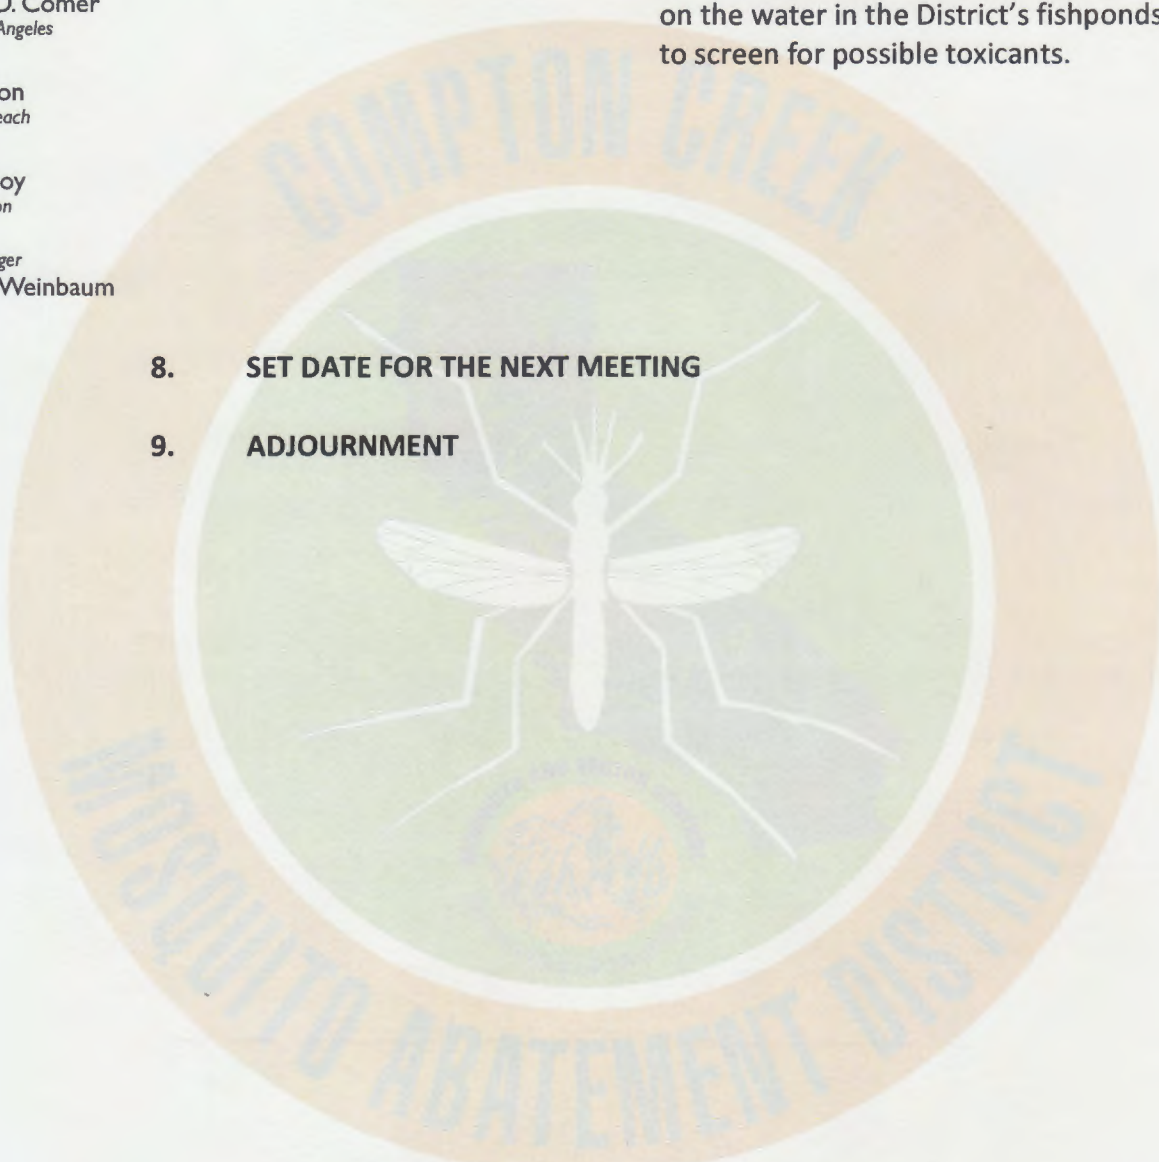 D. Comer
Angeles
on
each
oy
on
ger
Weinbaum
on the water in the District's fishponds
to screen for possible toxicants.
8. SET DATE FOR THE NEXT MEETING
9. ADJOURNMENT
COMPTON CREEK
MOSQUITO ABATEMENT DISTRICT